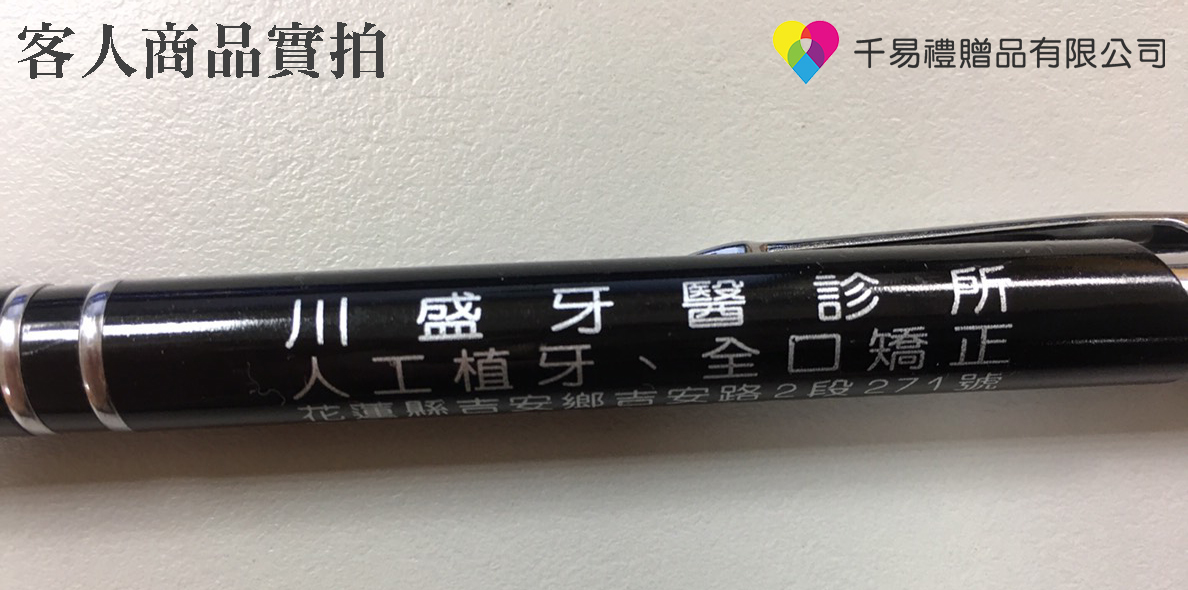 客人商品實拍
千易禮贈品有限公司
川盛牙醫診所
人工植牙、全口矯正
花蓮縣吉安鄉吉安路2段271號